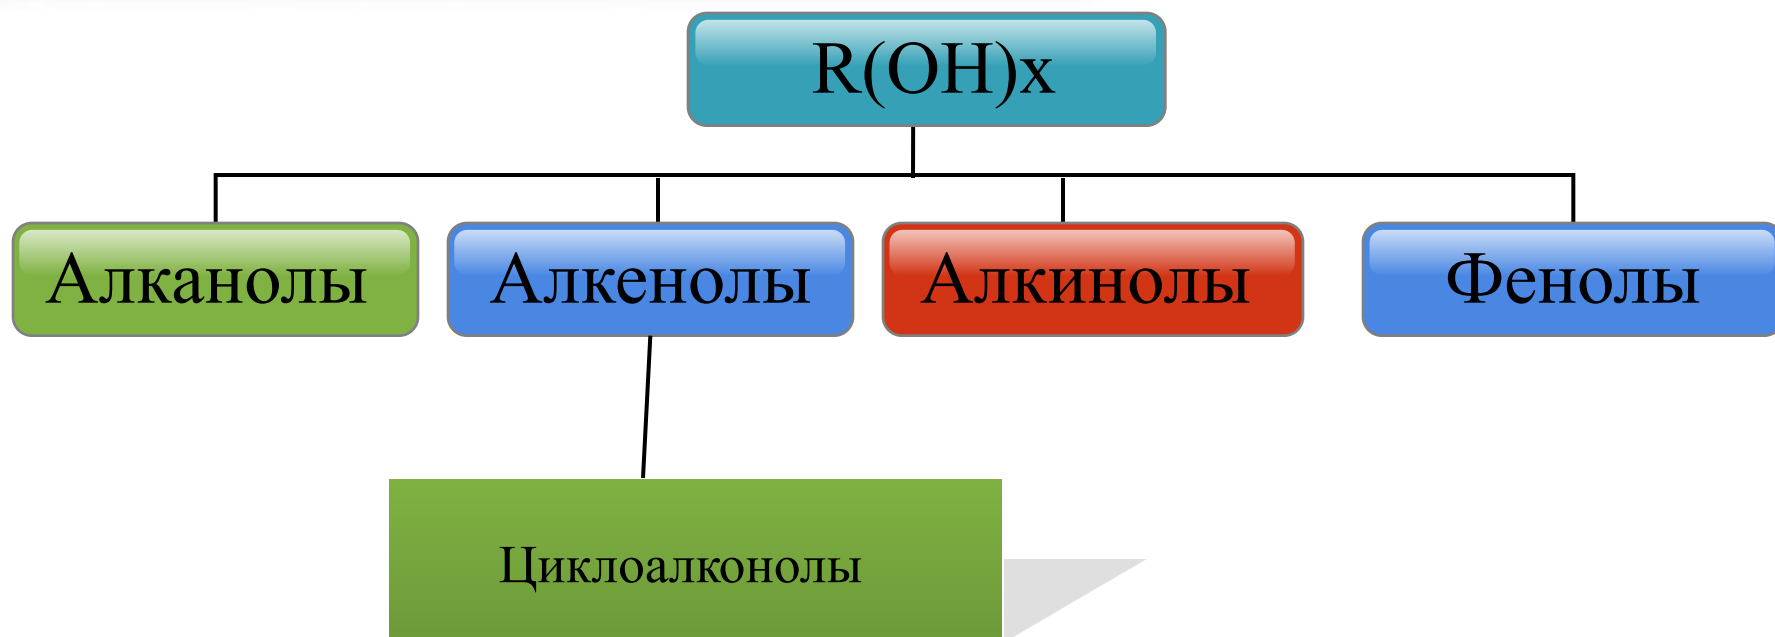 R(OH)x
Алканолы
Алкенолы
Алкинолы
Фенолы
Циклоалконолы